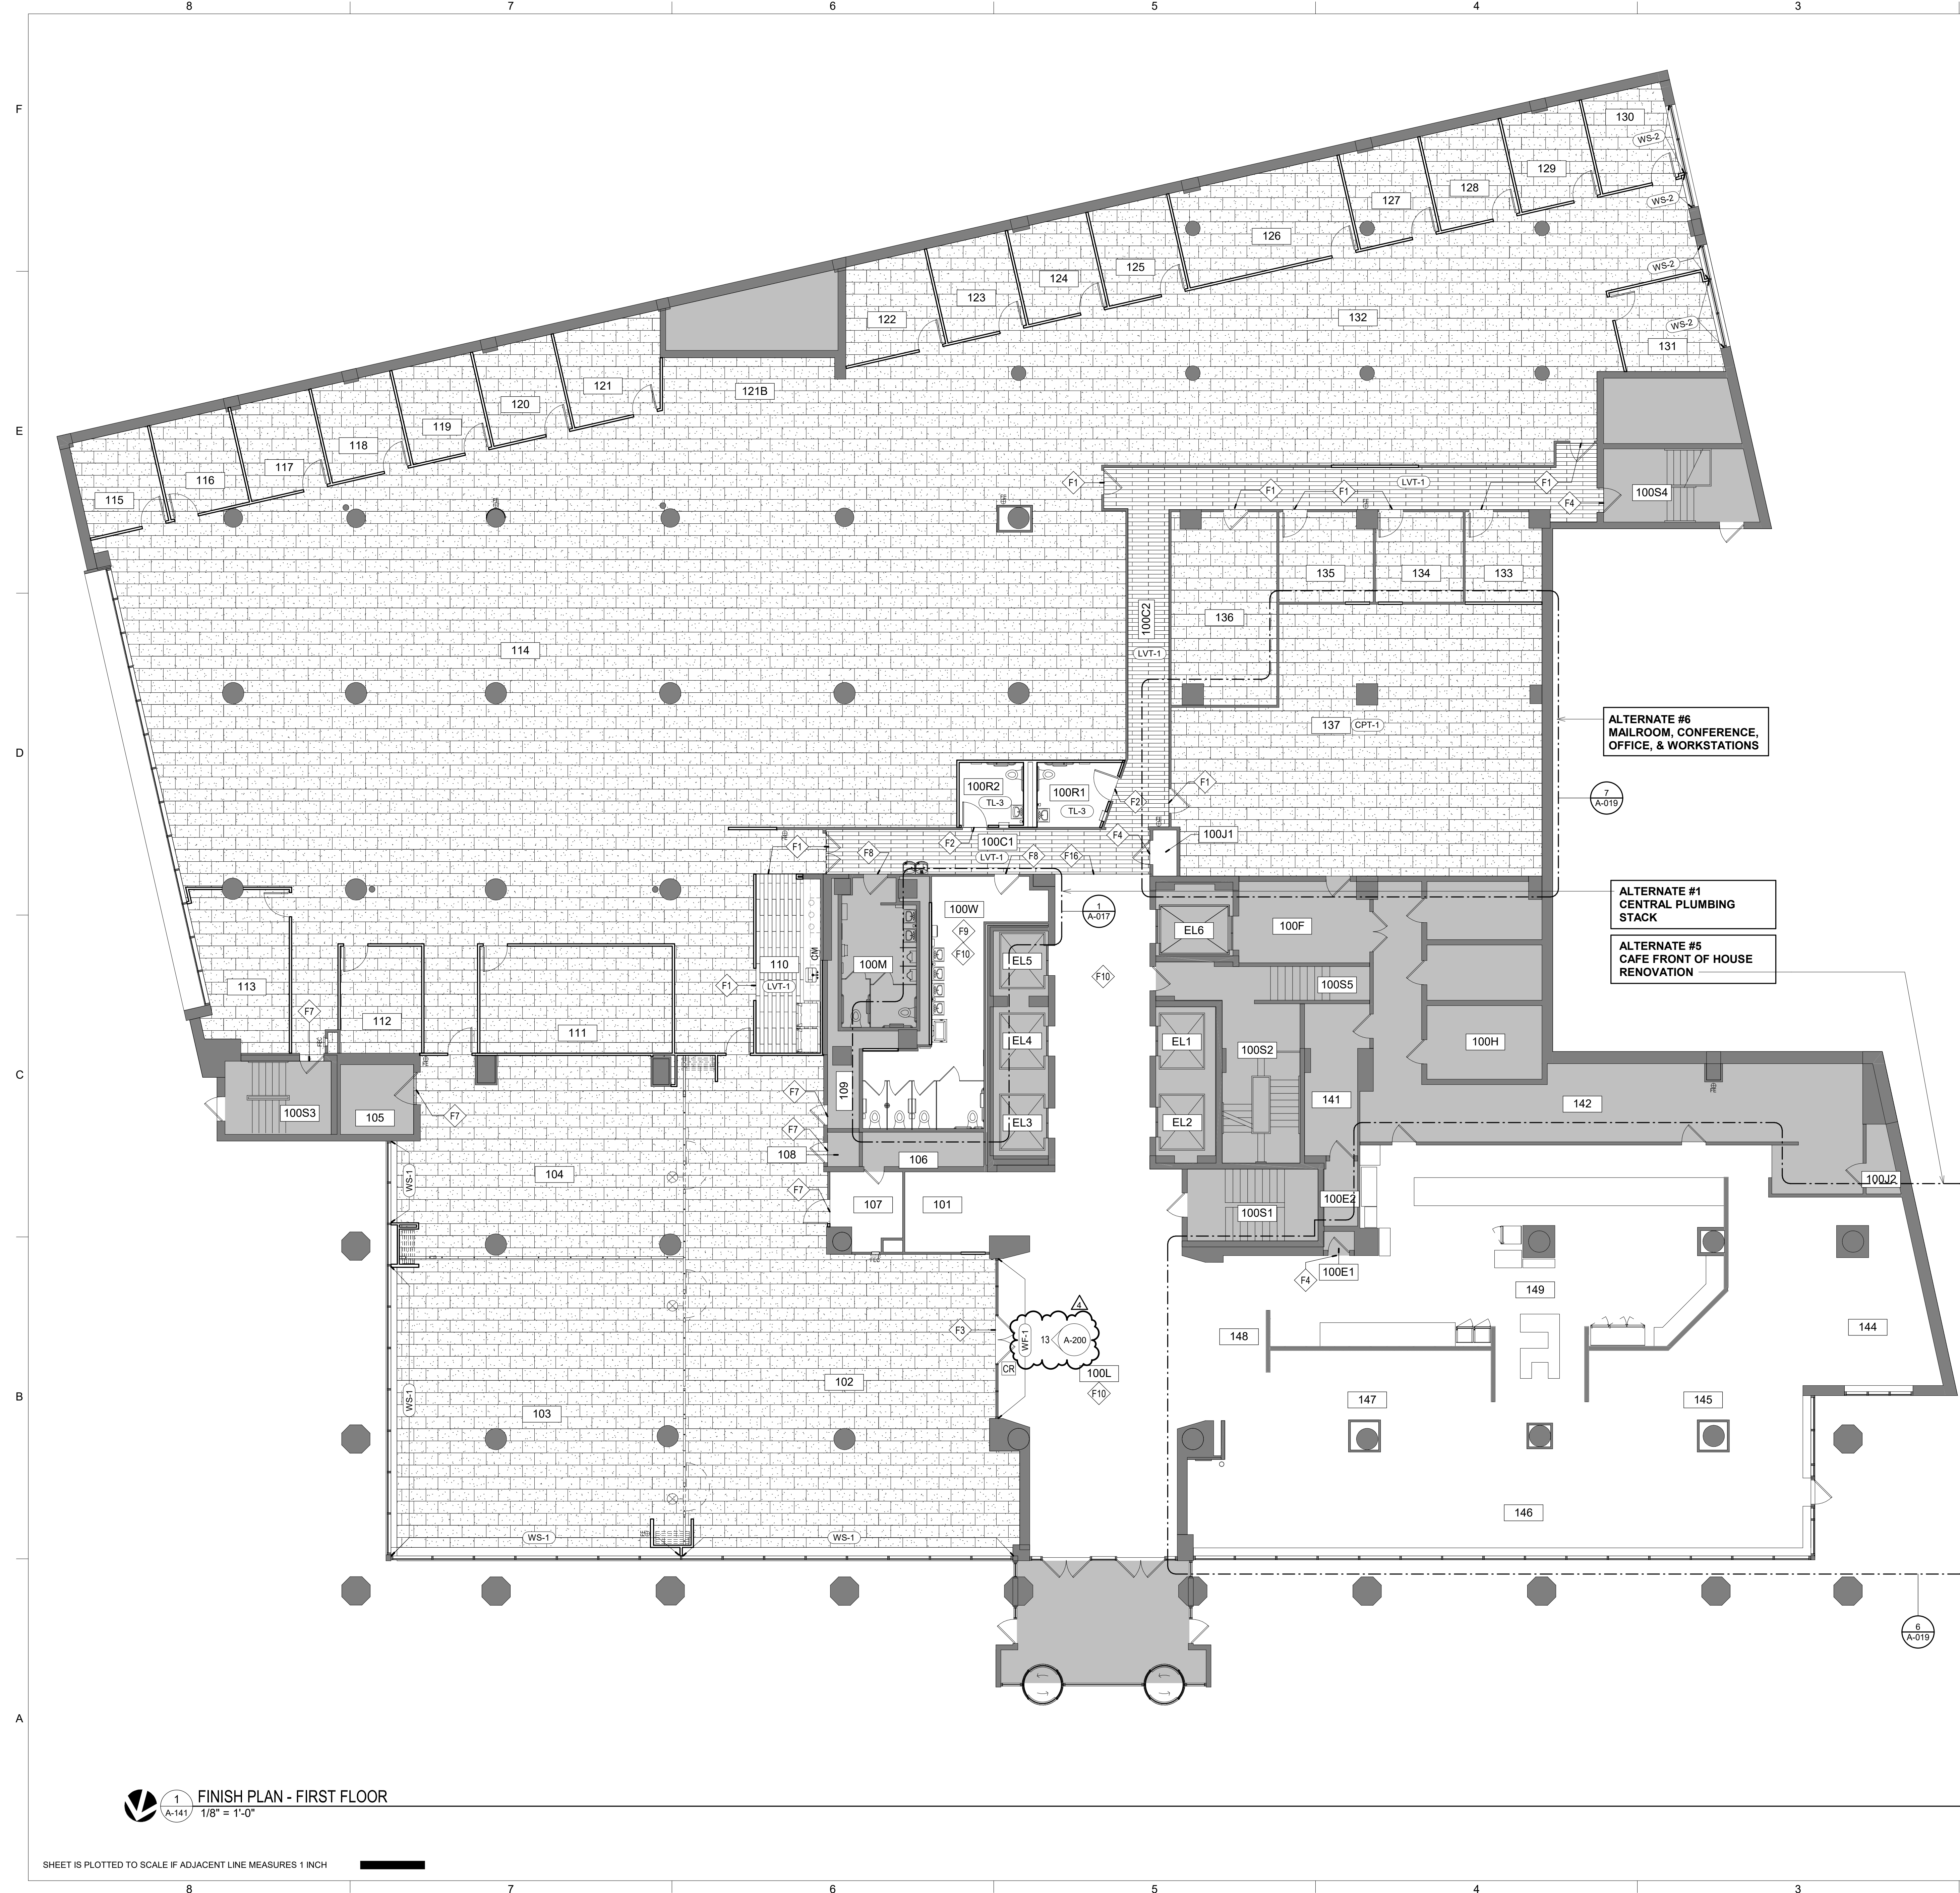 8 7 6 5 4 3
F
130
WS-2
129
128
WS-2
127
126
125
WS-2
124
123
132
122
WS-2
131
121
121B
120
E
119
118
117
116
115
F1
F1
F1
LVT-1
F1
F4
100S4
135
134
133
100C2
136
114
LVT-1
137
CPT-1
ALTERNATE #6
MAILROOM, CONFERENCE,
OFFICE, & WORKSTATIONS
D
100R2
TL-3
100R1
TL-3
F2
F1
7
A-019
F1
F8
F2
100C1
LVT-1
F8
F16
F4
100J1
ALTERNATE #1
CENTRAL PLUMBING
STACK
1
A-017
100W
F9
F10
EL6
100F
ALTERNATE #5
CAFE FRONT OF HOUSE
RENOVATION
110
LVT-1
CM
100M
EL5
F10
100S5
113
F1
F7
112
111
EL4
EL1
100S2
100H
C
100S3
105
F7
F7
109
EL3
EL2
141
142
F7
108
106
104
WS-1
F7
107
101
100E2
100S1
100J2
F4
100E1
149
4
F3
WF-1
13
A-200
148
144
CR
100L
F10
B
102
103
WS-1
147
145
146
WS-1
WS-1
6
A-019
A
1
A-141
FINISH PLAN - FIRST FLOOR
1/8" = 1'-0"
SHEET IS PLOTTED TO SCALE IF ADJACENT LINE MEASURES 1 INCH
8 7 6 5 4 3